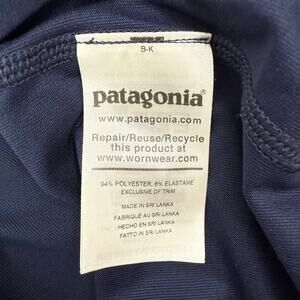 B-K
patagonia®
www.patagonia.com
Repair/Reuse/Recycle
this product at
www.wornwear.com
94% POLYESTER, 6% ELASTANE
EXCLUSIVE OF TRIM
MADE IN SRI LANKA
FABRIQUÉ AU SRI LANKA
HECHO EN SRI LANKA
FATTO IN SRI LANKA